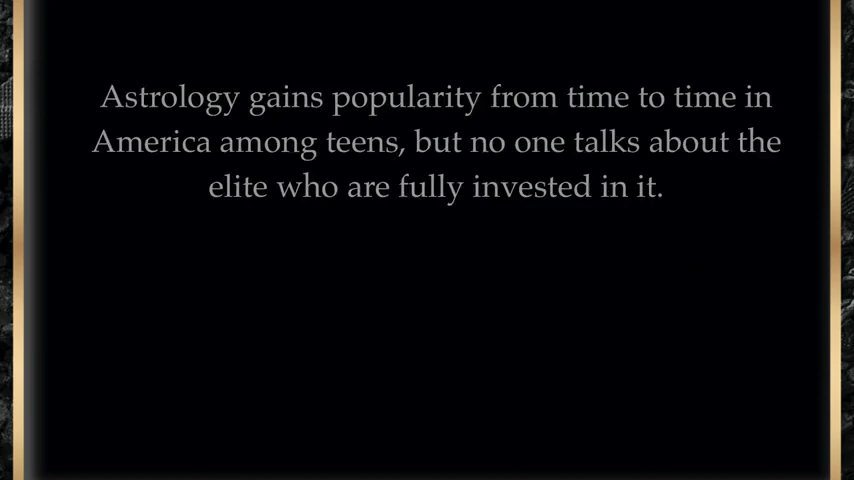 Astrology gains popularity from time to time in
America among teens, but no one talks about the
elite who are fully invested in it.